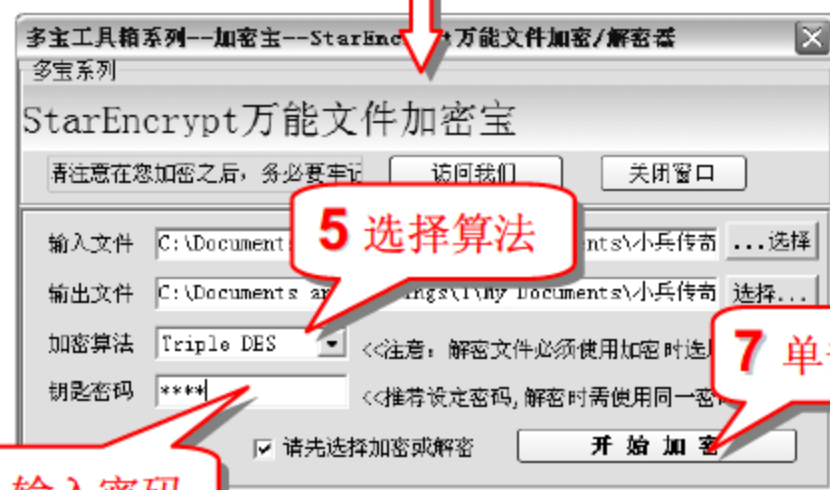 多宝工具箱系列--加密宝--StarEnc t万能文件加密/解密器
多宝系列
StarEncrypt万能文件加密宝
请注意在您加密之后，务必要牢记
访问我们
关闭窗口
5 选择算法
输入文件 C:\Document nts\小兵传奇 ...选择
输出文件 C:\Documents an ngs\1\My Documents\小兵传奇 选择...
加密算法 Triple DES <<注意：解密文件必须使用加密时选
7 单
钥匙密码 **** <<推荐设定密码,解密时需使用同一密
请先选择加密或解密 开 始 加 密
输入密码